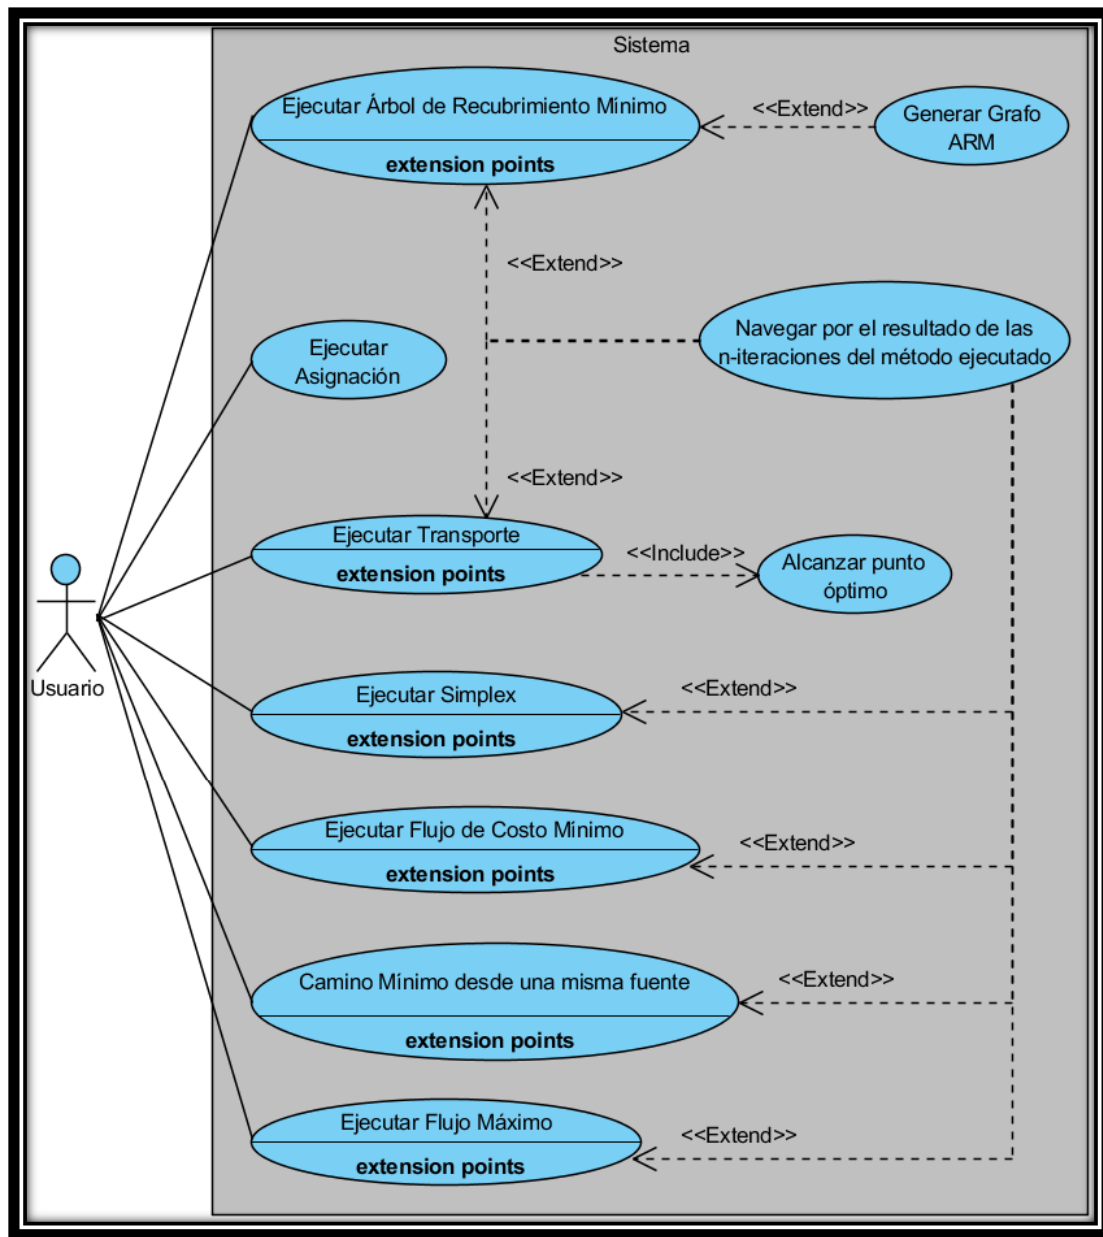 Sistema
Ejecutar Árbol de Recubrimiento Mínimo
extension points
<<Extend>>
Generar Grafo
ARM
<<Extend>>
Navegar por el resultado de las
n-iteraciones del método ejecutado
Ejecutar
Asignación
<<Extend>>
Ejecutar Transporte
extension points
<<Include>>
Alcanzar punto
óptimo
Usuario
Ejecutar Simplex
extension points
<<Extend>>
Ejecutar Flujo de Costo Mínimo
extension points
<<Extend>>
Camino Mínimo desde una misma fuente
extension points
<<Extend>>
Ejecutar Flujo Máximo
extension points
<<Extend>>